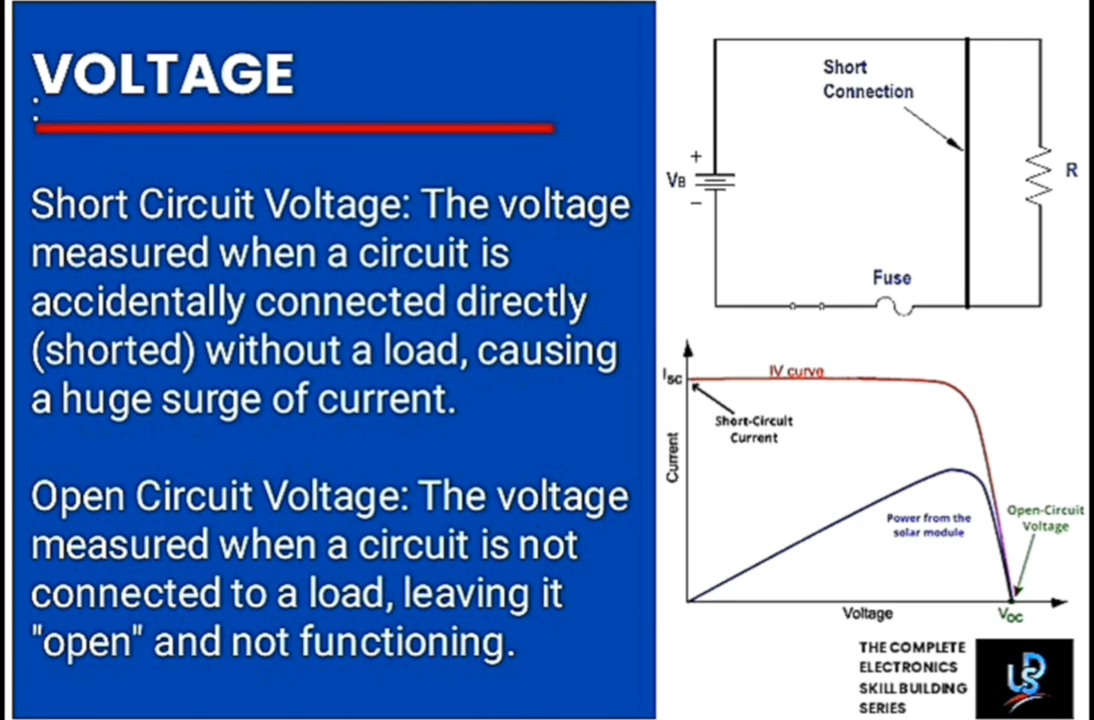 VOLTAGE
:
Short Circuit Voltage: The voltage
measured when a circuit is
accidentally connected directly
(shorted) without a load, causing
a huge surge of current.
Open Circuit Voltage: The voltage
measured when a circuit is not
connected to a load, leaving it
"open" and not functioning.
Short
Connection
+
VB
−
R
Fuse
Isc
IV curve
Short-Circuit
Current
Current
Power from the
solar module
Open-Circuit
Voltage
Voltage
Voc
THE COMPLETE
ELECTRONICS
SKILL BUILDING
SERIES